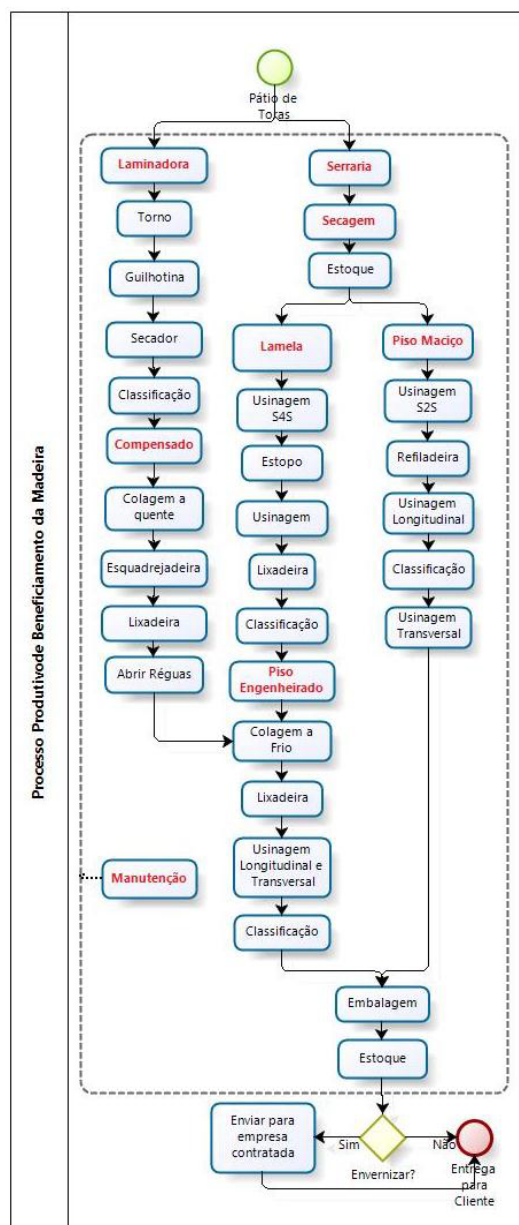 Processo Produtivode Beneficiamento da Madeira
Pátio de
Toras
Laminadora
Torno
Guilhotina
Secador
Classificação
Compensado
Colagem a
quente
Esquadrejadeira
Lixadeira
Abrir Réguas
Manutenção
Serraria
Secagem
Estoque
Lamela
Usinagem
S4S
Estopo
Usinagem
Lixadeira
Classificação
Piso
Engenheirado
Colagem a
Frio
Lixadeira
Usinagem
Longitudinal e
Transversal
Classificação
Piso Maciço
Usinagem
S2S
Refiladeira
Usinagem
Longitudinal
Classificação
Usinagem
Transversal
Embalagem
Estoque
Envernizar?
Sim
Não
Enviar para
empresa
contratada
Entrega
para
Cliente